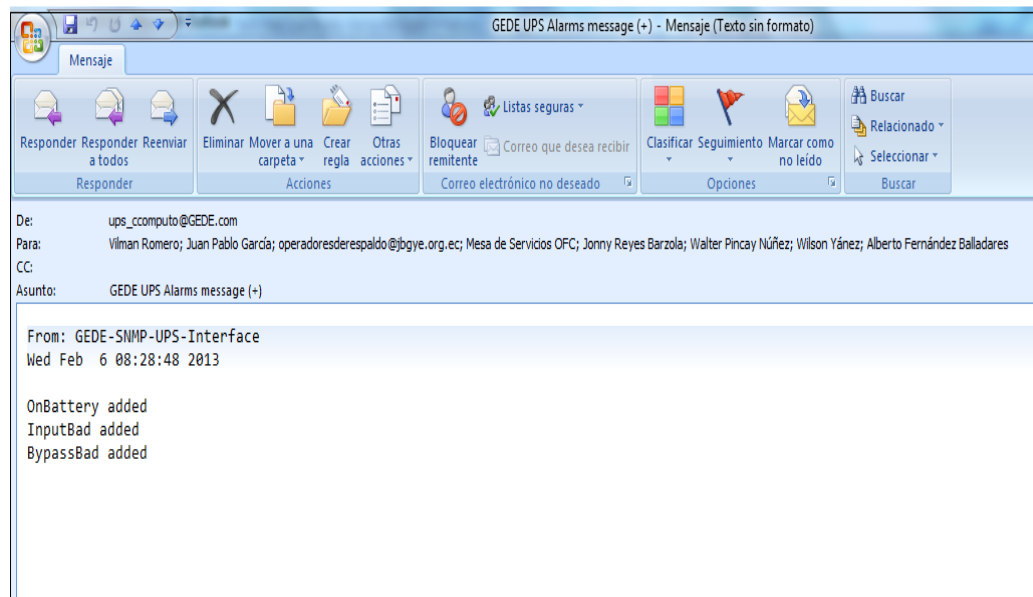 GEDE UPS Alarms message (+) - Mensaje (Texto sin formato)
Mensaje
Responder
Responder a todos
Reenviar
Responder
Eliminar
Mover a una carpeta
Crear regla
Otras acciones
Acciones
Bloquear remitente
Listas seguras
Correo que desea recibir
Correo electrónico no deseado
Clasificar
Seguimiento
Marcar como no leído
Opciones
Buscar
Relacionado
Seleccionar
Buscar
De: ups_ccomputo@GEDE.com
Para: Vilman Romero; Juan Pablo García; operadoresderespaldo@jbgye.org.ec; Mesa de Servicios OFC; Jonny Reyes Barzola; Walter Pincay Núñez; Wilson Yánez; Alberto Fernández Balladares
CC:
Asunto: GEDE UPS Alarms message (+)
From: GEDE-SNMP-UPS-Interface
Wed Feb  6 08:28:48 2013
OnBattery added
InputBad added
BypassBad added